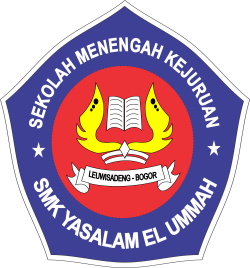 SEKOLAH MENENGAH KEJURUAN
LEUWISADENG - BOGOR
SMK YASALAM EL UMMAH